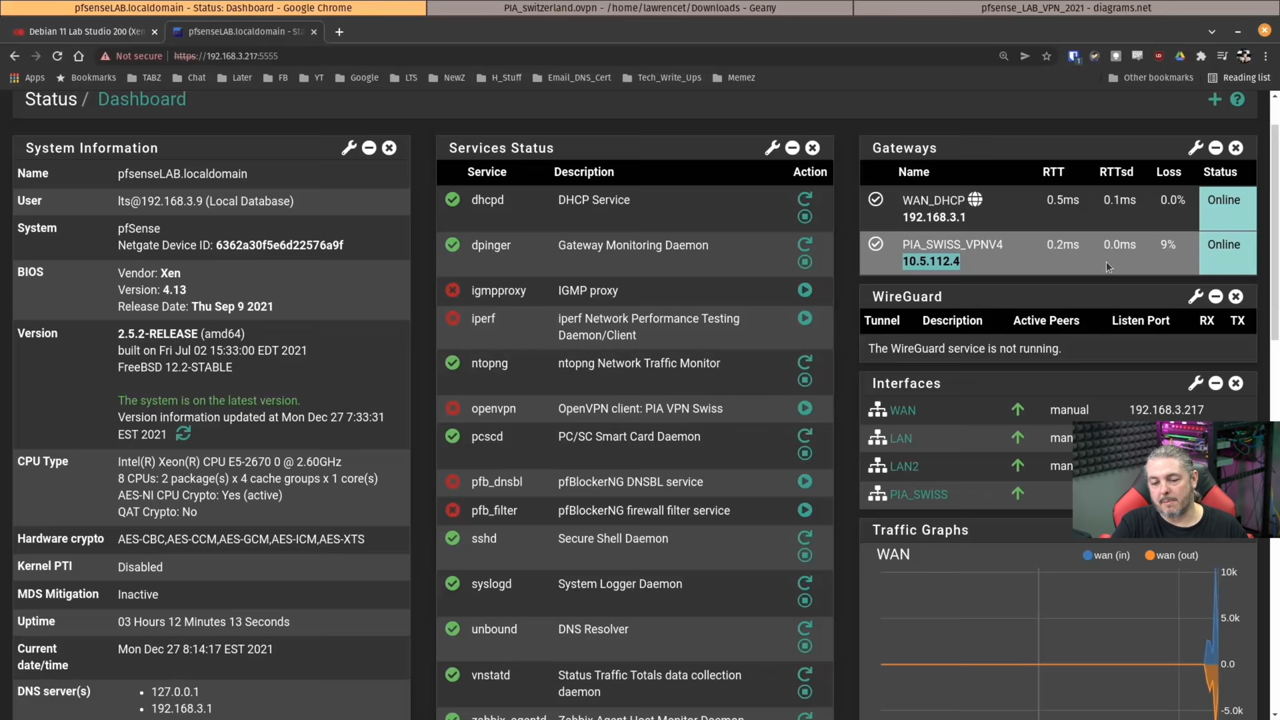 pfsenseLAB.localdomain - Status: Dashboard - Google Chrome
PIA_switzerland.ovpn - /home/lawrencet/Downloads - Geany
pfsense_LAB_VPN_2021 - diagrams.net
Debian 11 Lab Studio 200 (Xen
pfsenseLAB.localdomain - Sta
Not secure
https://192.168.3.217:5555
Apps
Bookmarks
TABZ
Chat
Later
FB
YT
Google
LTS
NewZ
H_Stuff
Email_DNS_Cert
Tech_Write_Ups
Memez
Other bookmarks
Reading list
Status / Dashboard
System Information
Name pfsenseLAB.localdomain
User lts@192.168.3.9 (Local Database)
System pfSense
Netgate Device ID: 6362a30f5e6d22576a9f
BIOS Vendor: Xen
Version: 4.13
Release Date: Thu Sep 9 2021
Version 2.5.2-RELEASE (amd64)
built on Fri Jul 02 15:33:00 EDT 2021
FreeBSD 12.2-STABLE
The system is on the latest version.
Version information updated at Mon Dec 27 7:33:31
EST 2021
CPU Type Intel(R) Xeon(R) CPU E5-2670 0 @ 2.60GHz
8 CPUs: 2 package(s) x 4 cache groups x 1 core(s)
AES-NI CPU Crypto: Yes (active)
QAT Crypto: No
Hardware crypto AES-CBC,AES-CCM,AES-GCM,AES-ICM,AES-XTS
Kernel PTI Disabled
MDS Mitigation Inactive
Uptime 03 Hours 12 Minutes 13 Seconds
Current
date/time
Mon Dec 27 8:14:17 EST 2021
DNS server(s) 127.0.0.1
192.168.3.1
Services Status
Service Description Action
dhcpd DHCP Service
dpinger Gateway Monitoring Daemon
igmpproxy IGMP proxy
iperf iperf Network Performance Testing
Daemon/Client
ntopng ntopng Network Traffic Monitor
openvpn OpenVPN client: PIA VPN Swiss
pcscd PC/SC Smart Card Daemon
pfb_dnsbl pfBlockerNG DNSBL service
pfb_filter pfBlockerNG firewall filter service
sshd Secure Shell Daemon
syslogd System Logger Daemon
unbound DNS Resolver
vnstatd Status Traffic Totals data collection
daemon
zabbix_agentd Zabbix Agent Host Monitor Daemon
Gateways
Name RTT RTTsd Loss Status
WAN_DHCP 0.5ms 0.1ms 0.0% Online
192.168.3.1
PIA_SWISS_VPNV4 0.2ms 0.0ms 9% Online
10.5.112.4
WireGuard
Tunnel Description Active Peers Listen Port RX TX
The WireGuard service is not running.
Interfaces
WAN manual 192.168.3.217
LAN
LAN2
PIA_SWISS
Traffic Graphs
WAN
wan (in) wan (out)
10k
5.0k
0.0
-5.0k